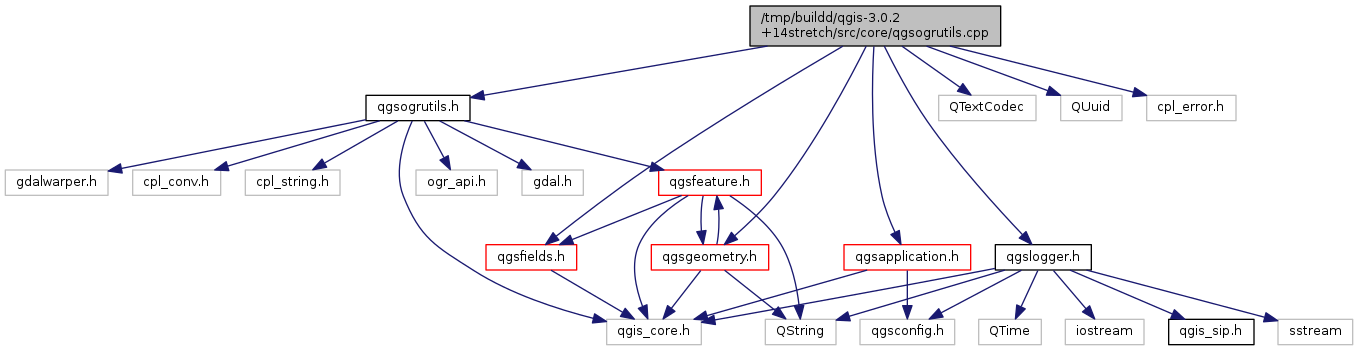 /tmp/buildd/qgis-3.0.2
+14stretch/src/core/qgsogrutils.cpp
qgsogrutils.h
QTextCodec
QUuid
cpl_error.h
gdalwarper.h
cpl_conv.h
cpl_string.h
ogr_api.h
gdal.h
qgsfeature.h
qgsfields.h
qgsgeometry.h
qgsapplication.h
qgslogger.h
qgis_core.h
QString
qgsconfig.h
QTime
iostream
qgis_sip.h
sstream